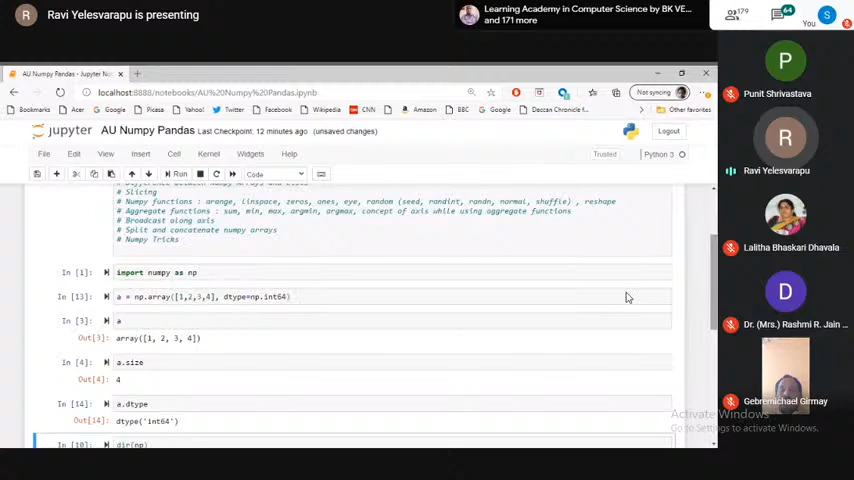 R Ravi Yelesvarapu is presenting
Learning Academy in Computer Science by BK VE...
and 171 more
179
64
You
S
AU Numpy Pandas - Jupyter Not
localhost:8888/notebooks/AU%20Numpy%20Pandas.ipynb
Not syncing
Bookmarks Acer Google Picasa Yahoo! Twitter Facebook Wikipedia CNN Amazon BBC Google Deccan Chronicle... Other favorites
jupyter AU Numpy Pandas Last Checkpoint: 12 minutes ago (unsaved changes)
Logout
File Edit View Insert Cell Kernel Widgets Help
Trusted Python 3
Run Code
# Difference between Numpy Arrays and Lists
# Slicing
# Numpy functions : arange, linspace, zeros, ones, eye, random (seed, randint, randn, normal, shuffle) , reshape
# Aggregate functions : sum, min, max, argmin, argmax, concept of axis while using aggregate functions
# Broadcast along axis
# Split and concatenate numpy arrays
# Numpy Tricks
In [1]: import numpy as np
In [13]: a = np.array([1,2,3,4], dtype=np.int64)
In [3]: a
Out[3]: array([1, 2, 3, 4])
In [4]: a.size
Out[4]: 4
In [14]: a.dtype
Out[14]: dtype('int64')
In [10]: dir(np)
P
Punit Shrivastava
R
Ravi Yelesvarapu
Lalitha Bhaskari Dhavala
D
Dr. (Mrs.) Rashmi R. Jain ...
Gebremichael Girmay
Activate Windows
Go to Settings to activate Windows.